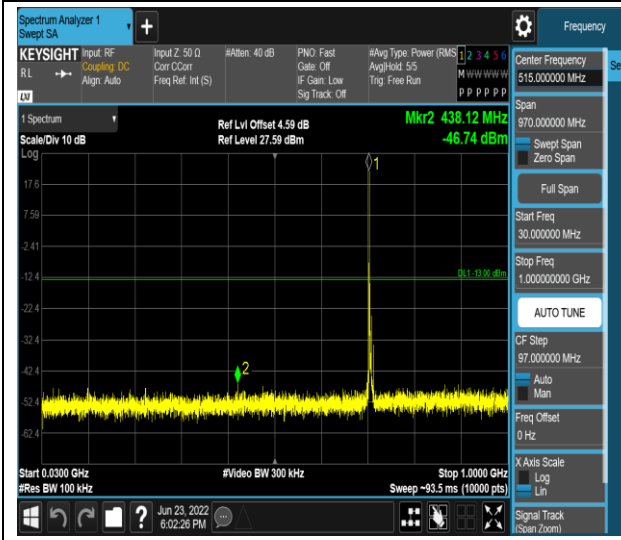 Spectrum Analyzer 1
Swept SA
+
Frequency
KEYSIGHT
RL
LXI
Input: RF
Coupling: DC
Align: Auto
Input Z: 50 Ω
Corr CCorr
Freq Ref: Int (S)
#Atten: 40 dB
PNO: Fast
Gate: Off
IF Gain: Low
Sig Track: Off
#Avg Type: Power (RMS
Avg|Hold: 5/5
Trig: Free Run
1 2 3 4 5 6
M W W W W W
P P P P P P
1 Spectrum
Scale/Div 10 dB
Log
Ref Lvl Offset 4.59 dB
Ref Level 27.59 dBm
Mkr2 438.12 MHz
-46.74 dBm
1
17.6
7.59
-2.41
-12.4
DL1 -13.00 dBm
-22.4
-32.4
-42.4
2
-52.4
-62.4
Start 0.0300 GHz
#Res BW 100 kHz
#Video BW 300 kHz
Stop 1.0000 GHz
Sweep ~93.5 ms (10000 pts)
?
Jun 23, 2022
6:02:26 PM
Center Frequency
515.000000 MHz
Se
Span
970.000000 MHz
Swept Span
Zero Span
Full Span
Start Freq
30.000000 MHz
Stop Freq
1.000000000 GHz
AUTO TUNE
CF Step
97.000000 MHz
Auto
Man
Freq Offset
0 Hz
X Axis Scale
Log
Lin
Signal Track
(Span Zoom)